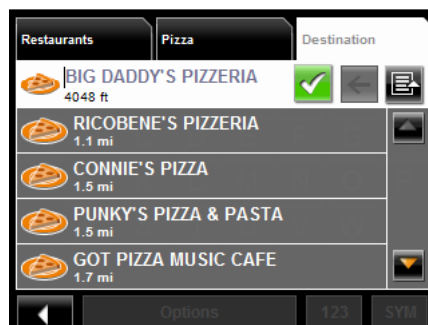 Restaurants
Pizza
Destination
BIG DADDY'S PIZZERIA
4048 ft
RICOBENE'S PIZZERIA
1.1 mi
CONNIE'S PIZZA
1.5 mi
PUNKY'S PIZZA & PASTA
1.5 mi
GOT PIZZA MUSIC CAFE
1.7 mi
Options
123
SYM